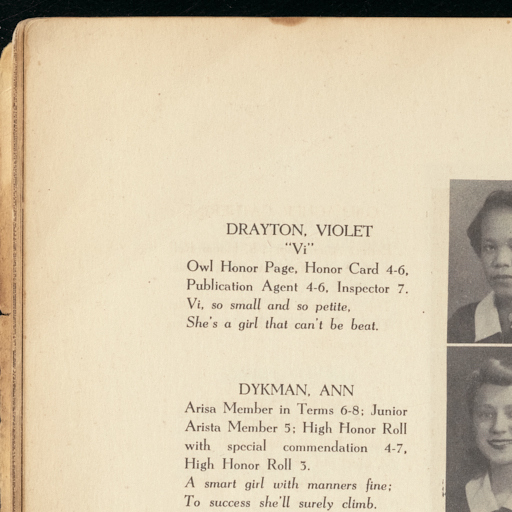 DRAYTON, VIOLET
"Vi"
Owl Honor Page, Honor Card 4-6,
Publication Agent 4-6, Inspector 7.
Vi, so small and so petite,
She's a girl that can't be beat.
DYKMAN, ANN
Arisa Member in Terms 6-8; Junior
Arista Member 5; High Honor Roll
with special commendation 4-7,
High Honor Roll 3.
A smart girl with manners fine;
To success she'll surely climb.